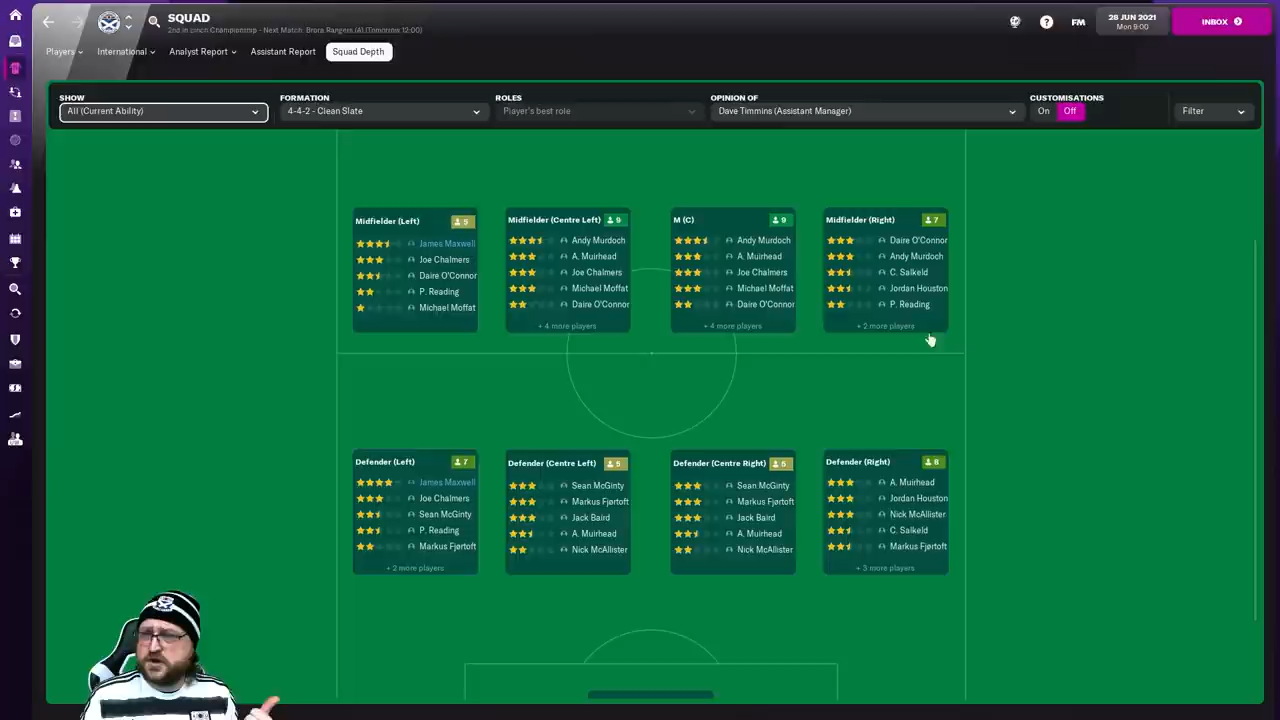 SQUAD
2nd in cinch Championship - Next Match: Brora Rangers (A) (Tomorrow 12:00)
FM
28 JUN 2021
Mon 9:00
INBOX
Players
International
Analyst Report
Assistant Report
Squad Depth
SHOW
All (Current Ability)
FORMATION
4-4-2 - Clean Slate
ROLES
Player's best role
OPINION OF
Dave Timmins (Assistant Manager)
CUSTOMISATIONS
On
Off
Filter
Midfielder (Left)
5
James Maxwell
Joe Chalmers
Daire O'Connor
P. Reading
Michael Moffat
Midfielder (Centre Left)
9
Andy Murdoch
A. Muirhead
Joe Chalmers
Michael Moffat
Daire O'Connor
+ 4 more players
M (C)
9
Andy Murdoch
A. Muirhead
Joe Chalmers
Michael Moffat
Daire O'Connor
+ 4 more players
Midfielder (Right)
7
Daire O'Connor
Andy Murdoch
C. Salkeld
Jordan Houston
P. Reading
+ 2 more players
Defender (Left)
7
James Maxwell
Joe Chalmers
Sean McGinty
P. Reading
Markus Fjørtoft
+ 2 more players
Defender (Centre Left)
5
Sean McGinty
Markus Fjørtoft
Jack Baird
A. Muirhead
Nick McAllister
Defender (Centre Right)
5
Sean McGinty
Markus Fjørtoft
Jack Baird
A. Muirhead
Nick McAllister
Defender (Right)
8
A. Muirhead
Jordan Houston
Nick McAllister
C. Salkeld
Markus Fjørtoft
+ 3 more players